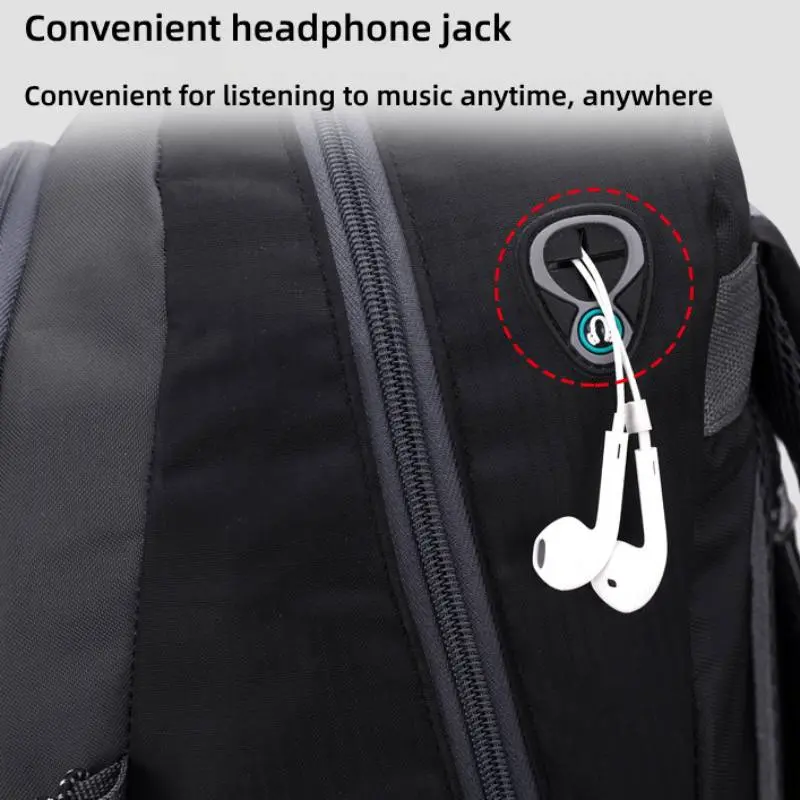 Convenient headphone jack
Convenient for listening to music anytime, anywhere